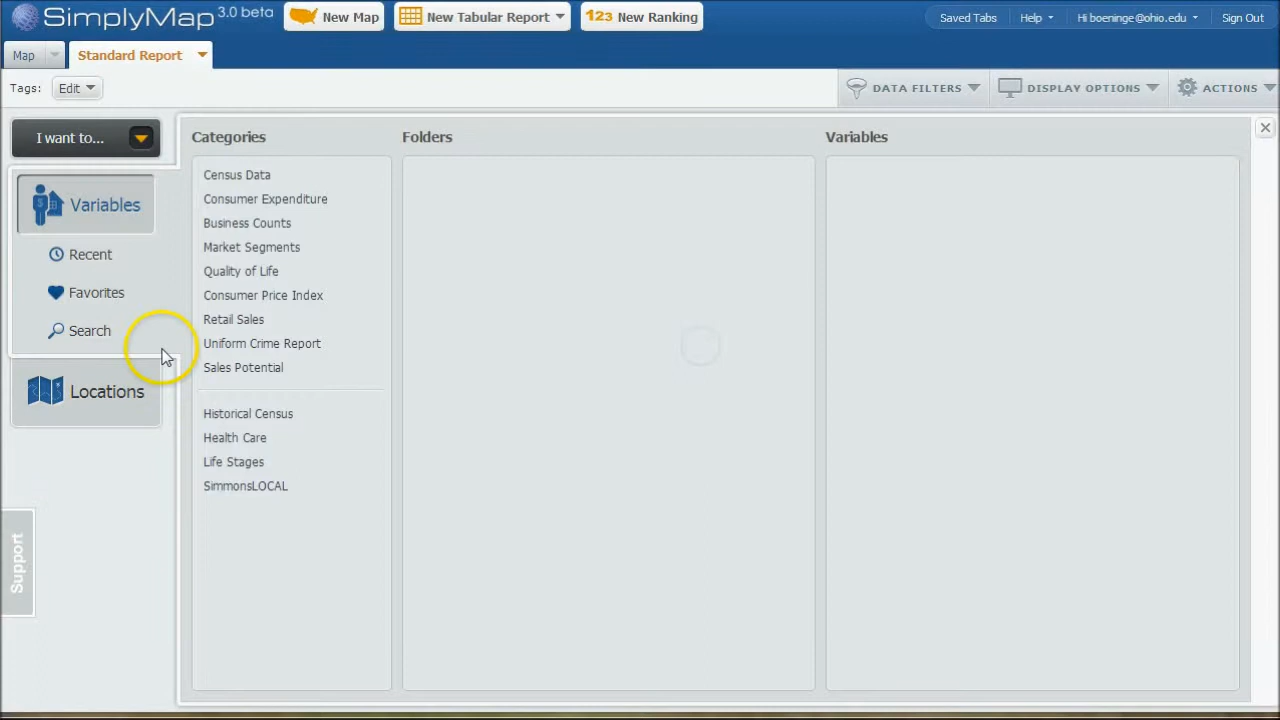 SimplyMap 3.0 beta
New Map
New Tabular Report
123 New Ranking
Saved Tabs
Help
Hi boeninge@ohio.edu
Sign Out
Map
Standard Report
Tags: Edit
DATA FILTERS
DISPLAY OPTIONS
ACTIONS
I want to...
Variables
Recent
Favorites
Search
Locations
Support
Categories
Census Data
Consumer Expenditure
Business Counts
Market Segments
Quality of Life
Consumer Price Index
Retail Sales
Uniform Crime Report
Sales Potential
Historical Census
Health Care
Life Stages
SimmonsLOCAL
Folders
Variables